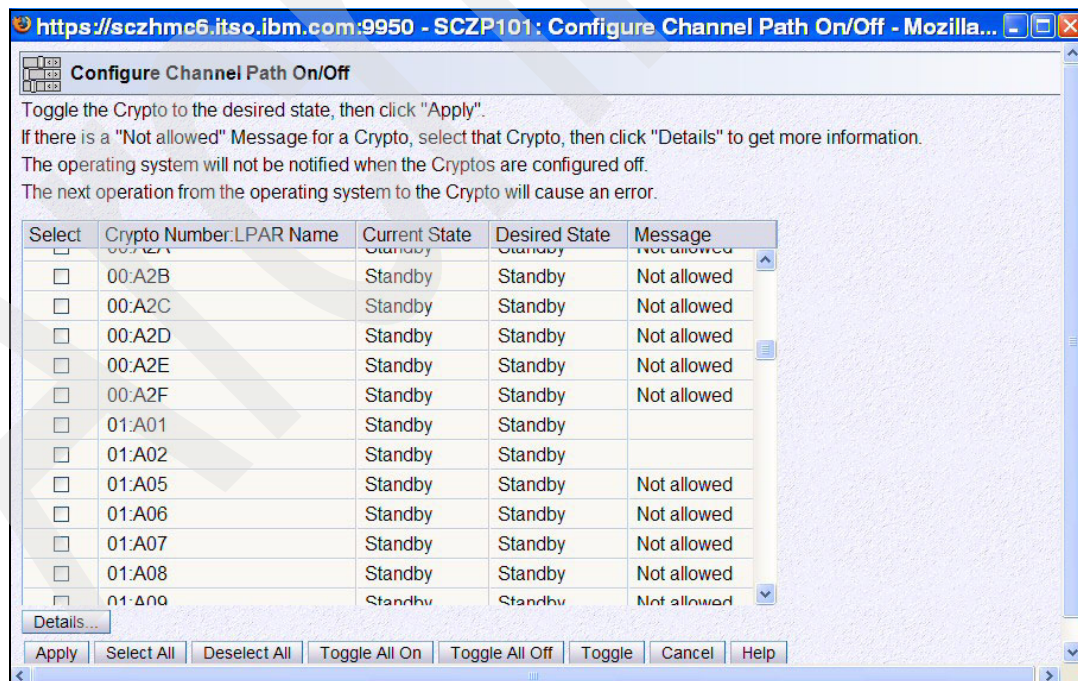 https://sczhmc6.itso.ibm.com:9950 - SCZP101: Configure Channel Path On/Off - Mozilla...
Configure Channel Path On/Off
Toggle the Crypto to the desired state, then click "Apply".
If there is a "Not allowed" Message for a Crypto, select that Crypto, then click "Details" to get more information.
The operating system will not be notified when the Cryptos are configured off.
The next operation from the operating system to the Crypto will cause an error.
Select Crypto Number:LPAR Name Current State Desired State Message
00:A2A Standby Standby Not allowed
00:A2B Standby Standby Not allowed
00:A2C Standby Standby Not allowed
00:A2D Standby Standby Not allowed
00:A2E Standby Standby Not allowed
00:A2F Standby Standby Not allowed
01:A01 Standby Standby
01:A02 Standby Standby
01:A05 Standby Standby Not allowed
01:A06 Standby Standby Not allowed
01:A07 Standby Standby Not allowed
01:A08 Standby Standby Not allowed
01:A09 Standby Standby Not allowed
Details...
Apply Select All Deselect All Toggle All On Toggle All Off Toggle Cancel Help